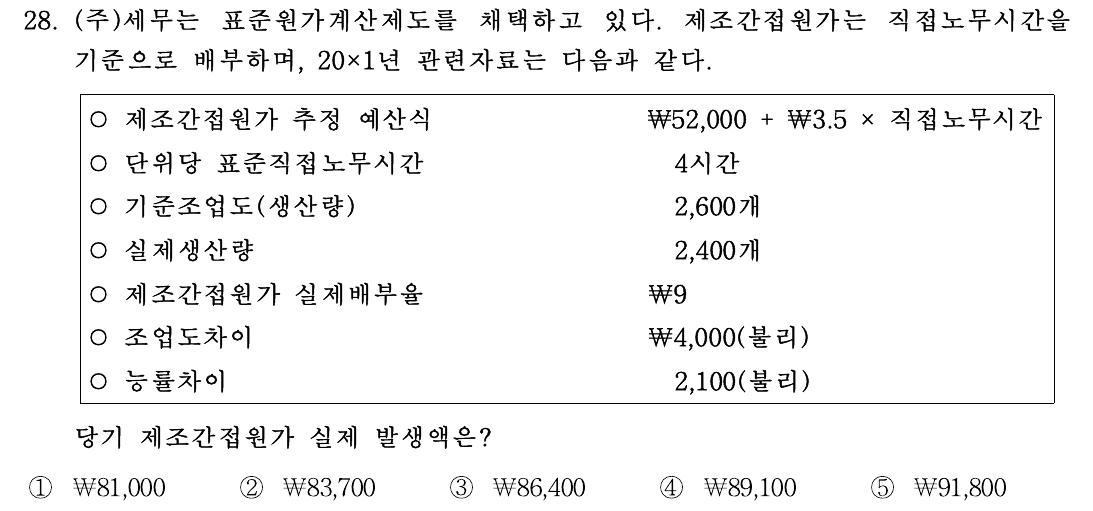 28. (주)세무는 표준원가계산제도를 채택하고 있다. 제조간접원가는 직접노무시간을
기준으로 배부하며, 20×1년 관련자료는 다음과 같다.
○ 제조간접원가 추정 예산식 ₩52,000 + ₩3.5 × 직접노무시간
○ 단위당 표준직접노무시간 4시간
○ 기준조업도(생산량) 2,600개
○ 실제생산량 2,400개
○ 제조간접원가 실제배부율 ₩9
○ 조업도차이 ₩4,000(불리)
○ 능률차이 2,100(불리)
당기 제조간접원가 실제 발생액은?
① ₩81,000 ② ₩83,700 ③ ₩86,400 ④ ₩89,100 ⑤ ₩91,800